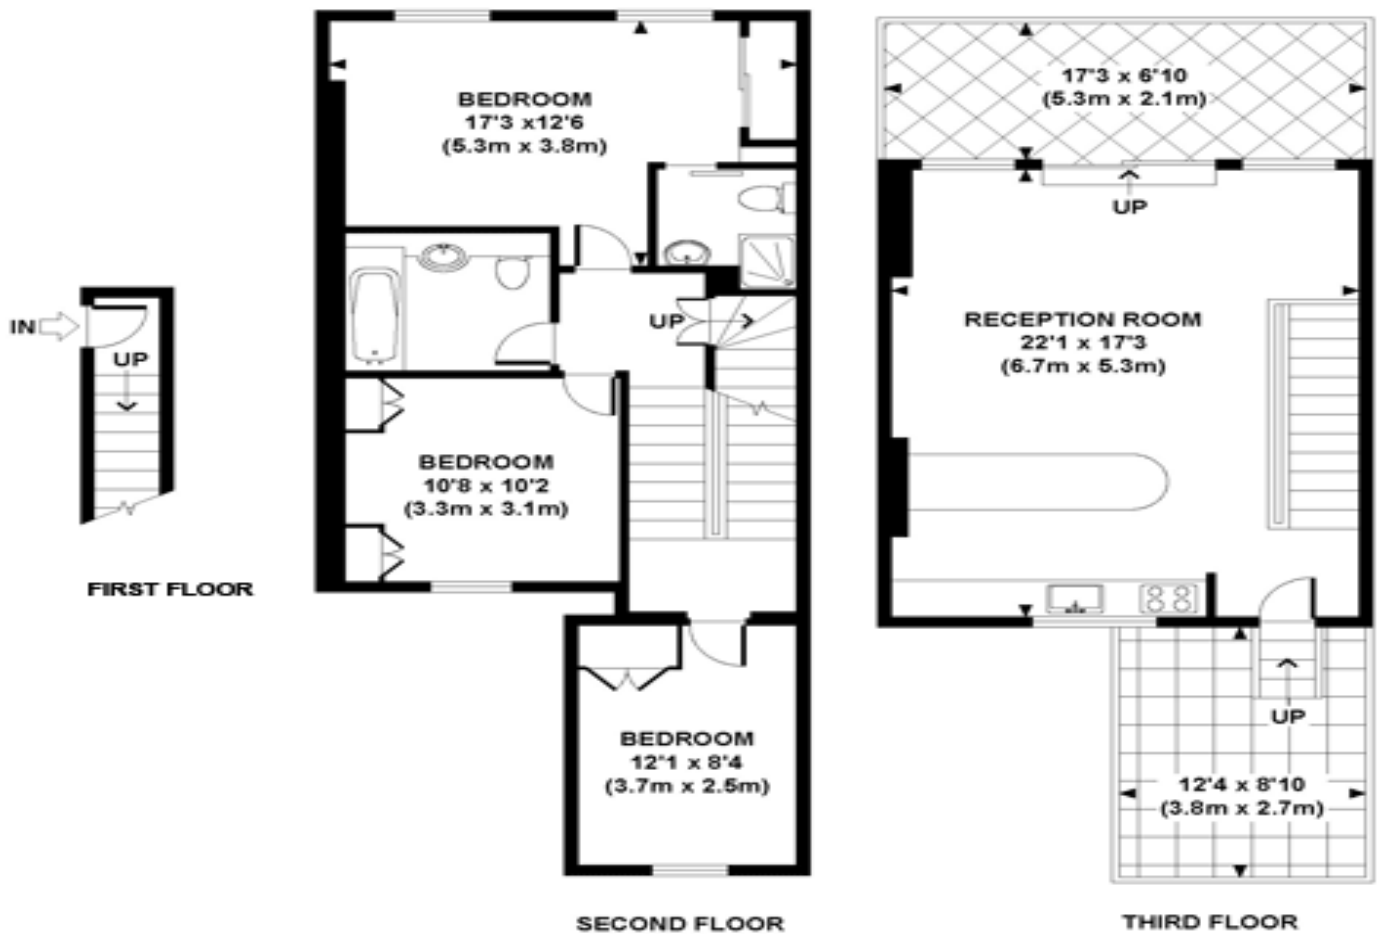 IN
UP
FIRST FLOOR
BEDROOM
17'3 x12'6
(5.3m x 3.8m)
UP
BEDROOM
10'8 x 10'2
(3.3m x 3.1m)
BEDROOM
12'1 x 8'4
(3.7m x 2.5m)
SECOND FLOOR
17'3 x 6'10
(5.3m x 2.1m)
UP
RECEPTION ROOM
22'1 x 17'3
(6.7m x 5.3m)
UP
12'4 x 8'10
(3.8m x 2.7m)
THIRD FLOOR